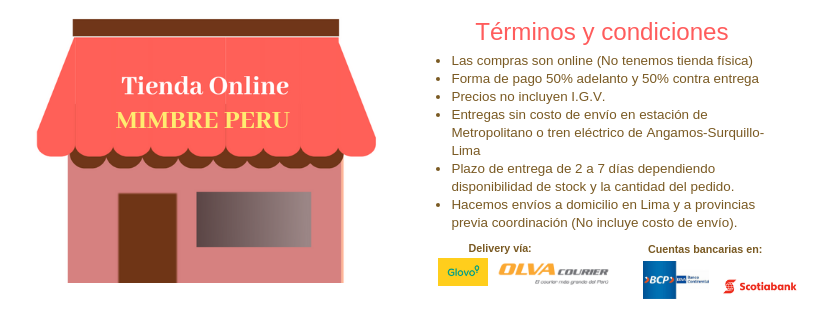 Tienda Online
MIMBRE PERU
Términos y condiciones
• Las compras son online (No tenemos tienda física)
• Forma de pago 50% adelanto y 50% contra entrega
• Precios no incluyen I.G.V.
• Entregas sin costo de envío en estación de
Metropolitano o tren eléctrico de Angamos-Surquillo-
Lima
• Plazo de entrega de 2 a 7 días dependiendo
disponibilidad de stock y la cantidad del pedido.
• Hacemos envíos a domicilio en Lima y a provincias
previa coordinación (No incluye costo de envío).
Delivery vía:
Glovo
OLVA COURIER
El courier más grande del Perú
Cuentas bancarias en:
BCP
BBVA Banco
Continental
Scotiabank